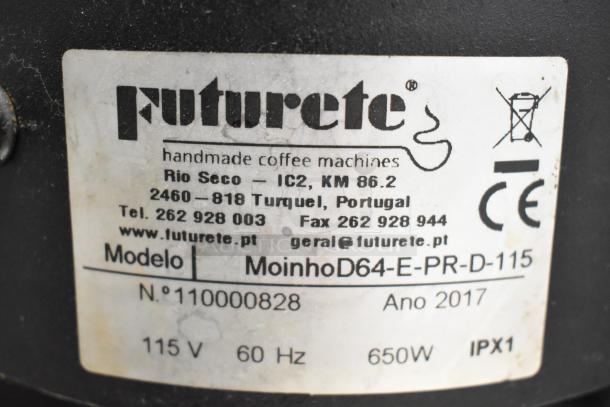 Futurete®
handmade coffee machines
Rio Seco – IC2, KM 86.2
2460–818 Turquel, Portugal
Tel. 262 928 003 Fax 262 928 944
www.futurete.pt geral@futurete.pt
Modelo MoinhoD64-E-PR-D-115
N.º110000828 Ano 2017
115 V 60 Hz 650W IPX1
CE